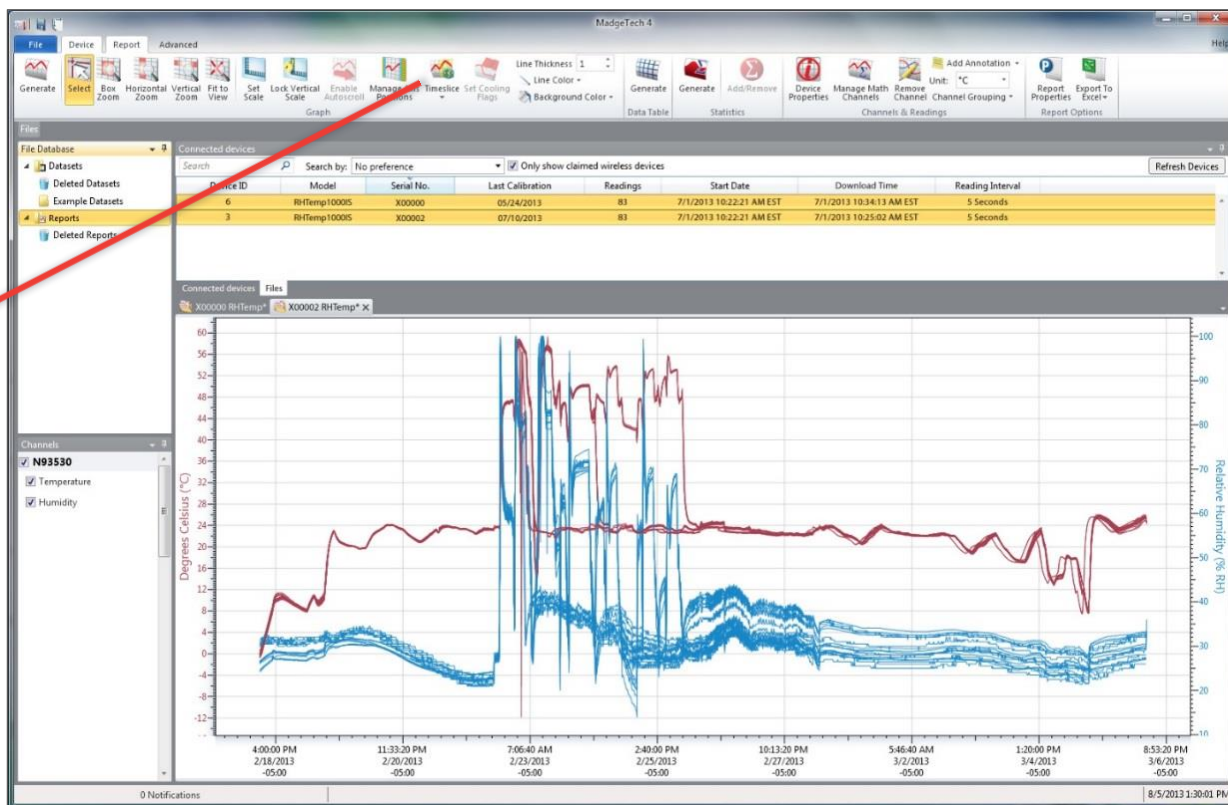 MadgeTech 4
File Device Report Advanced Help
Generate Select Box Zoom Horizontal Zoom Vertical Zoom Fit to View Set Scale Lock Vertical Scale Enable Autoscroll Manage Timeslice Set Cooling Flags
Line Thickness 1
Line Color
Background Color
Generate Generate Add/Remove Device Properties Manage Math Channels Remove Channel
Add Annotation
Unit: °C
Channel Grouping
Report Properties Export To Excel
Graph Data Table Statistics Channels & Readings Report Options
Files
File Database
Datasets
Deleted Datasets
Example Datasets
Reports
Deleted Reports
Connected devices
Search Search by: No preference Only show claimed wireless devices Refresh Devices
Device ID Model Serial No. Last Calibration Readings Start Date Download Time Reading Interval
6 RHTemp1000IS X00000 05/24/2013 83 7/1/2013 10:22:21 AM EST 7/1/2013 10:34:13 AM EST 5 Seconds
3 RHTemp1000IS X00002 07/10/2013 83 7/1/2013 10:22:21 AM EST 7/1/2013 10:25:02 AM EST 5 Seconds
Connected devices Files
X00000 RHTemp* X00002 RHTemp*
Channels
N93530
Temperature
Humidity
Degrees Celsius (°C)
60
56
52
48
44
40
36
32
28
24
20
16
12
8
4
0
-4
-8
-12
Relative Humidity (% RH)
100
90
80
70
60
50
40
30
20
10
4:00:00 PM 11:33:20 PM 7:06:40 AM 2:40:00 PM 10:13:20 PM 5:46:40 AM 1:20:00 PM 8:53:20 PM
2/18/2013 2/20/2013 2/23/2013 2/25/2013 2/27/2013 3/2/2013 3/4/2013 3/6/2013
-05:00 -05:00 -05:00 -05:00 -05:00 -05:00 -05:00 -05:00
0 Notifications 8/5/2013 1:30:01 PM